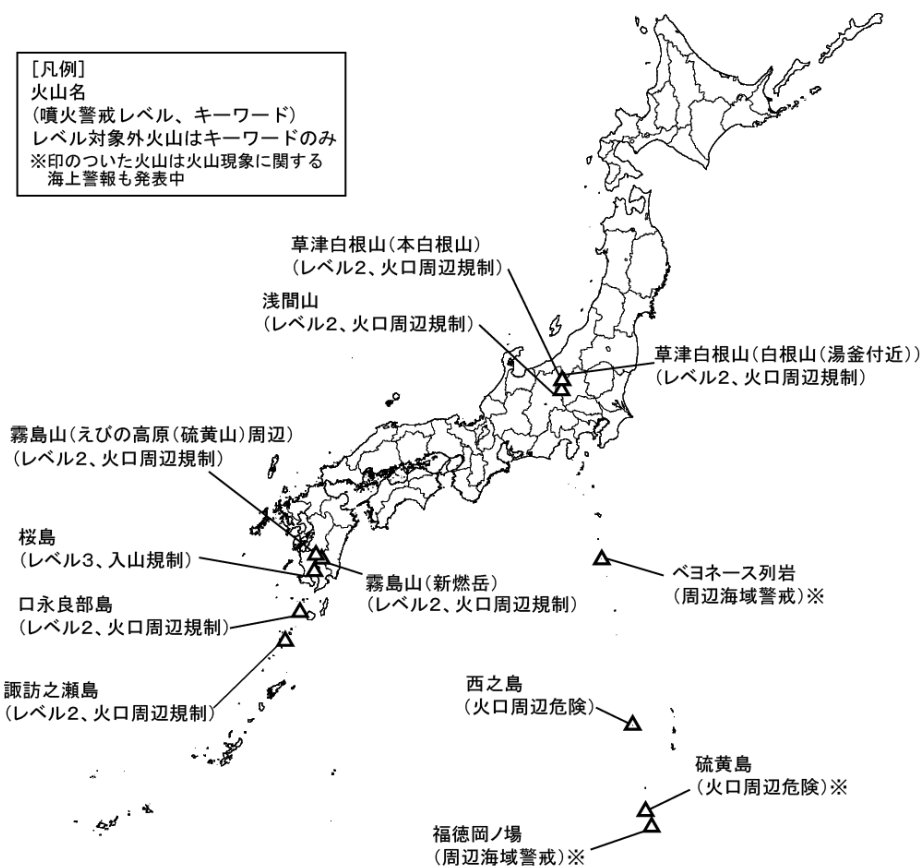 [凡例]
火山名
(噴火警戒レベル、キーワード)
レベル対象外火山はキーワードのみ
※印のついた火山は火山現象に関する
海上警報も発表中
草津白根山(本白根山)
(レベル2、火口周辺規制)
浅間山
(レベル2、火口周辺規制)
草津白根山(白根山(湯釜付近))
(レベル2、火口周辺規制)
霧島山(えびの高原(硫黄山)周辺)
(レベル2、火口周辺規制)
桜島
(レベル3、入山規制)
霧島山(新燃岳)
(レベル2、火口周辺規制)
口永良部島
(レベル2、火口周辺規制)
諏訪之瀬島
(レベル2、火口周辺規制)
ベヨネース列岩
(周辺海域警戒)※
西之島
(火口周辺危険)
硫黄島
(火口周辺危険)※
福徳岡ノ場
(周辺海域警戒)※